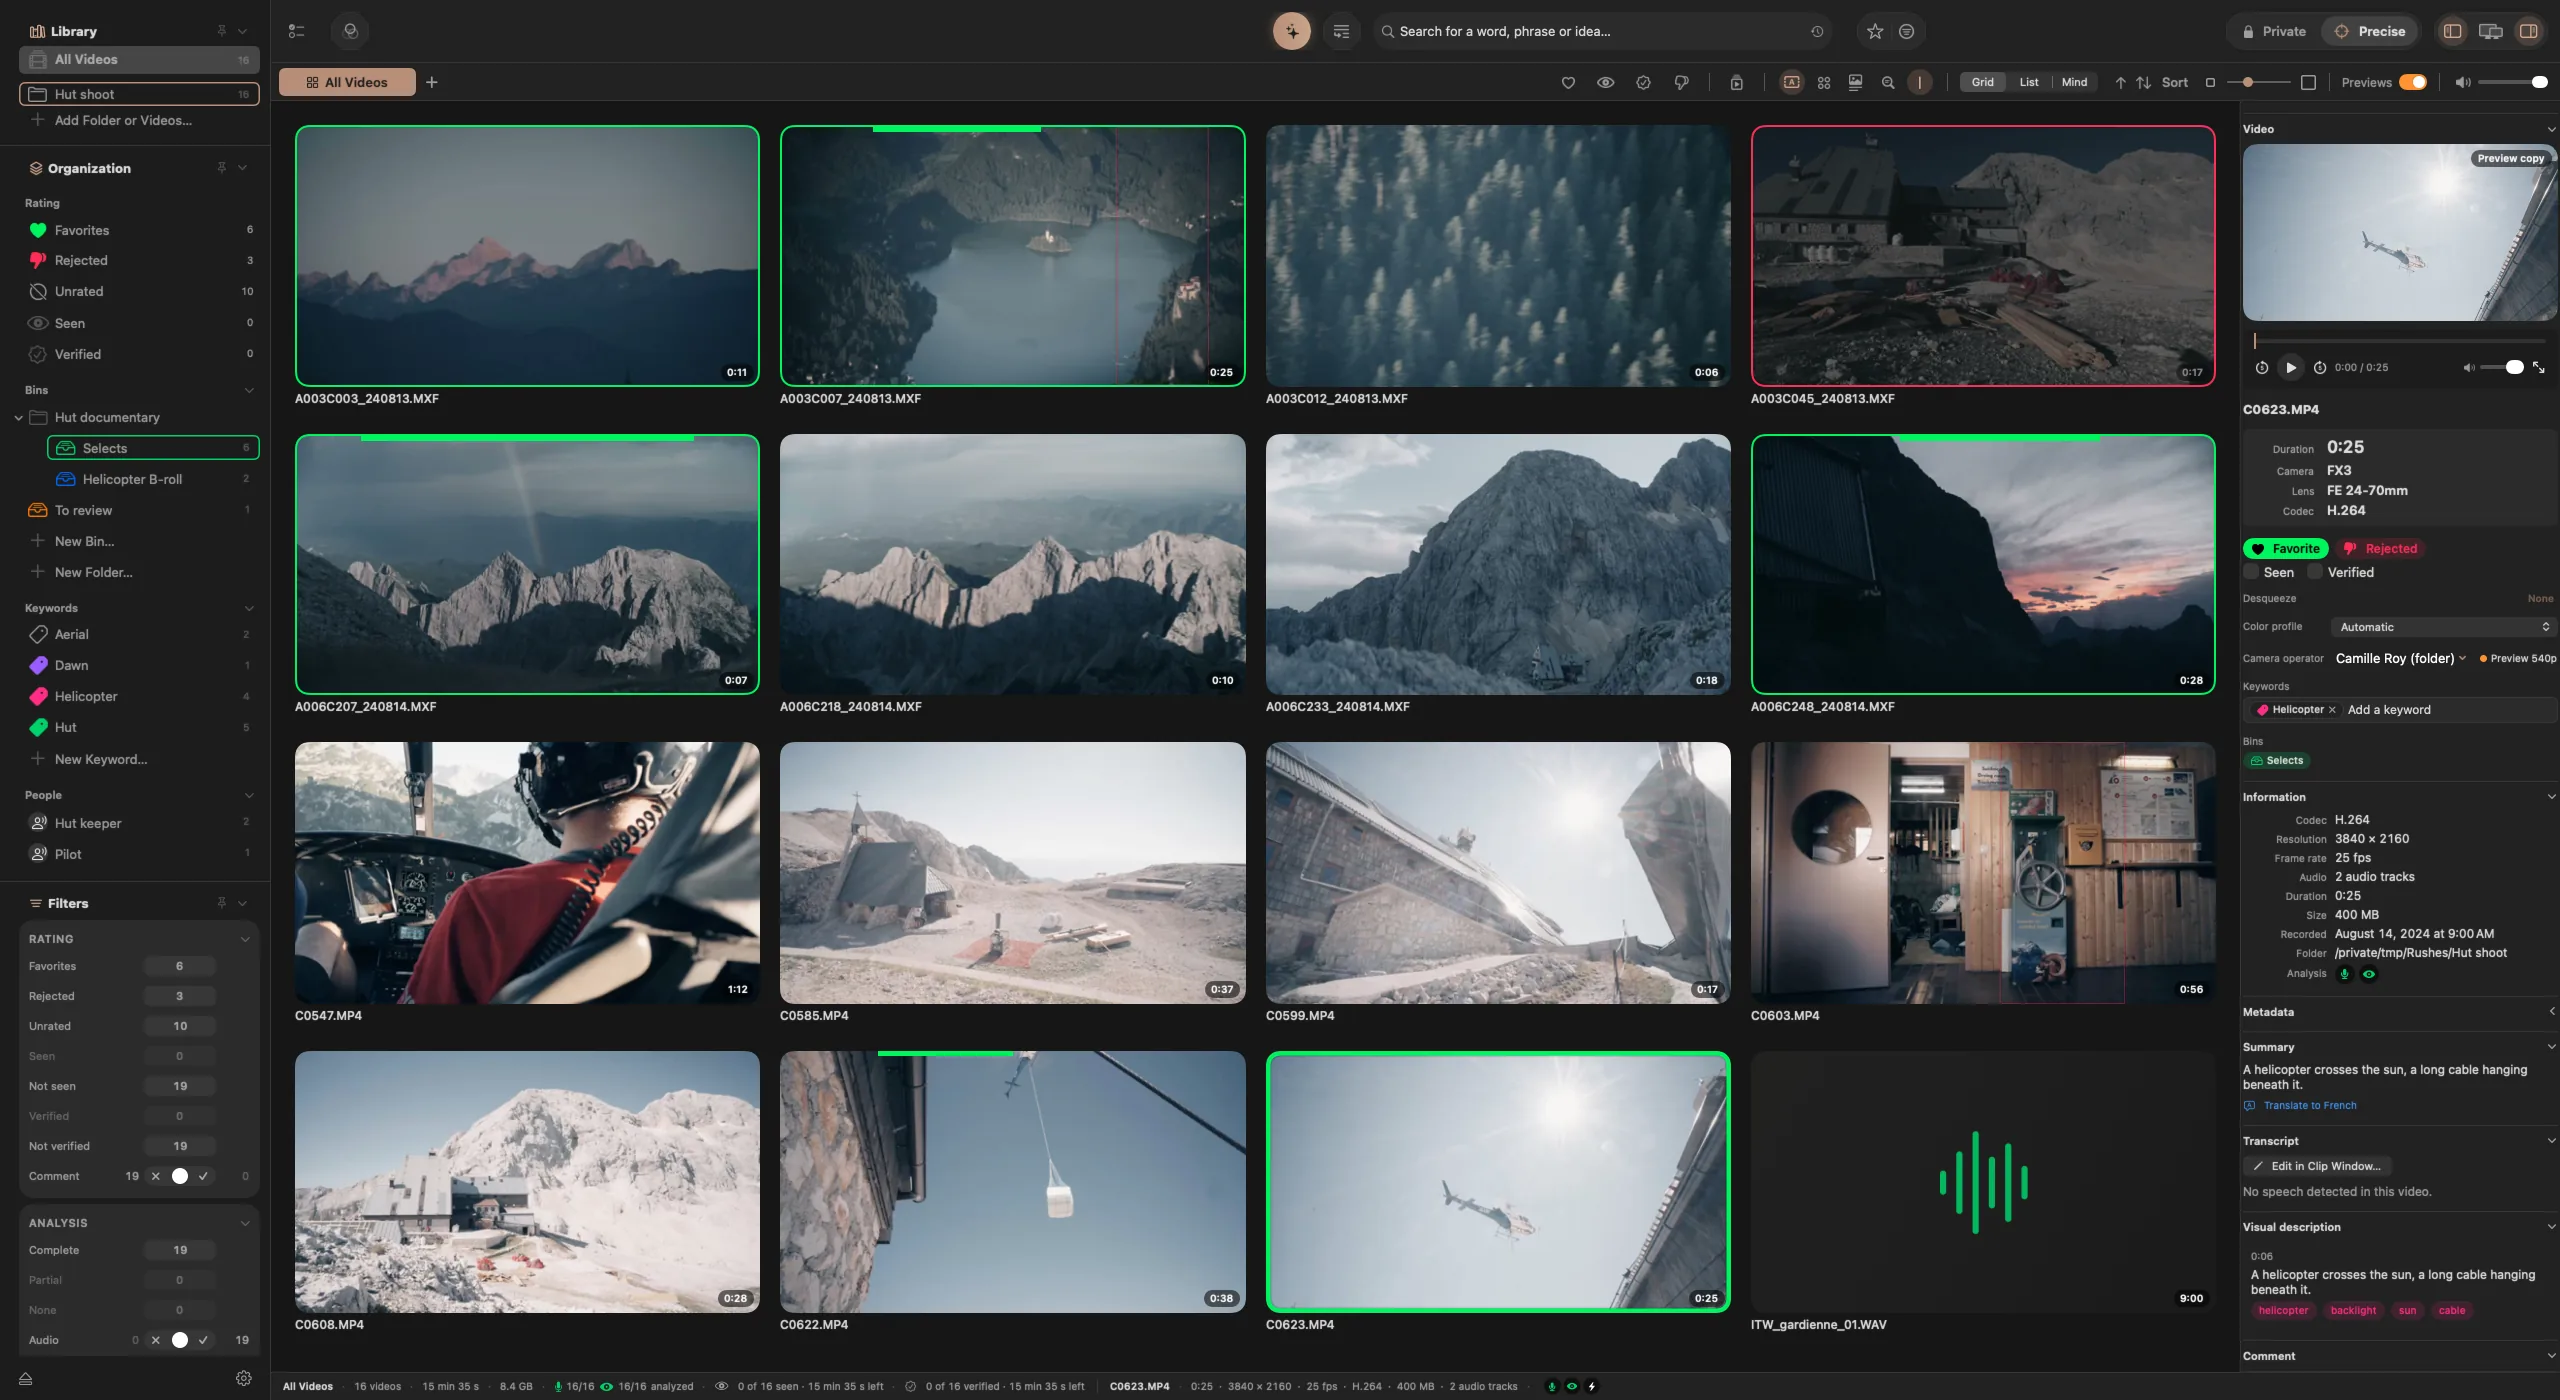 Library
All Videos 16
Hut shoot 16
Add Folder or Videos...
Organization
Rating
Favorites 6
Rejected 3
Unrated 10
Seen 0
Verified 0
Bins
Hut documentary
Selects 6
Helicopter B-roll 2
To review 1
New Bin...
New Folder...
Keywords
Aerial 2
Dawn 1
Helicopter 4
Hut 5
New Keyword...
People
Hut keeper 2
Pilot 1
Filters
RATING
Favorites 6
Rejected 3
Unrated 10
Seen 0
Not seen 19
Verified 0
Not verified 19
Comment 19 0
ANALYSIS
Complete 19
Partial 0
None 0
Audio 0 19
Search for a word, phrase or idea...
Private Precise
All Videos
Grid List Mind Sort Previews
0:11
A003C003_240813.MXF
0:25
A003C007_240813.MXF
0:06
A003C012_240813.MXF
0:17
A003C045_240813.MXF
0:07
A006C207_240814.MXF
0:10
A006C218_240814.MXF
0:18
A006C233_240814.MXF
0:28
A006C248_240814.MXF
1:12
C0547.MP4
0:37
C0585.MP4
0:17
C0599.MP4
0:56
C0603.MP4
0:28
C0608.MP4
0:38
C0622.MP4
0:25
C0623.MP4
9:00
ITW_gardienne_01.WAV
All Videos · 16 videos · 15 min 35 s · 8.4 GB · 16/16 16/16 analyzed · 0 of 16 seen · 15 min 35 s left · 0 of 16 verified · 15 min 35 s left
C0623.MP4 · 0:25 · 3840 × 2160 · 25 fps · H.264 · 400 MB · 2 audio tracks
Video
Preview copy
0:00 / 0:25
C0623.MP4
Duration 0:25
Camera FX3
Lens FE 24-70mm
Codec H.264
Favorite Rejected
Seen Verified
Desqueeze None
Color profile Automatic
Camera operator Camille Roy (folder) Preview 540p
Keywords
Helicopter × Add a keyword
Bins
Selects
Information
Codec H.264
Resolution 3840 × 2160
Frame rate 25 fps
Audio 2 audio tracks
Duration 0:25
Size 400 MB
Recorded August 14, 2024 at 9:00 AM
Folder /private/tmp/Rushes/Hut shoot
Analysis
Metadata
Summary
A helicopter crosses the sun, a long cable hanging
beneath it.
Translate to French
Transcript
Edit in Clip Window...
No speech detected in this video.
Visual description
0:06
A helicopter crosses the sun, a long cable hanging
beneath it.
helicopter backlight sun cable
Comment